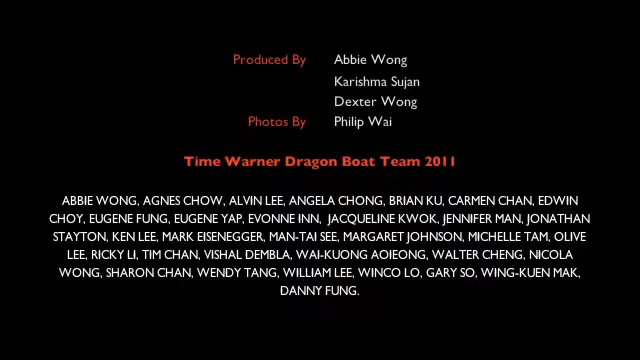 Produced By Abbie Wong
Karishma Sujan
Dexter Wong
Photos By Philip Wai
Time Warner Dragon Boat Team 2011
ABBIE WONG, AGNES CHOW, ALVIN LEE, ANGELA CHONG, BRIAN KU, CARMEN CHAN, EDWIN
CHOY, EUGENE FUNG, EUGENE YAP, EVONNE INN, JACQUELINE KWOK, JENNIFER MAN, JONATHAN
STAYTON, KEN LEE, MARK EISENEGGER, MAN-TAI SEE, MARGARET JOHNSON, MICHELLE TAM, OLIVE
LEE, RICKY LI, TIM CHAN, VISHAL DEMBLA, WAI-KUONG AOIEONG, WALTER CHENG, NICOLA
WONG, SHARON CHAN, WENDY TANG, WILLIAM LEE, WINCO LO, GARY SO, WING-KUEN MAK,
DANNY FUNG.